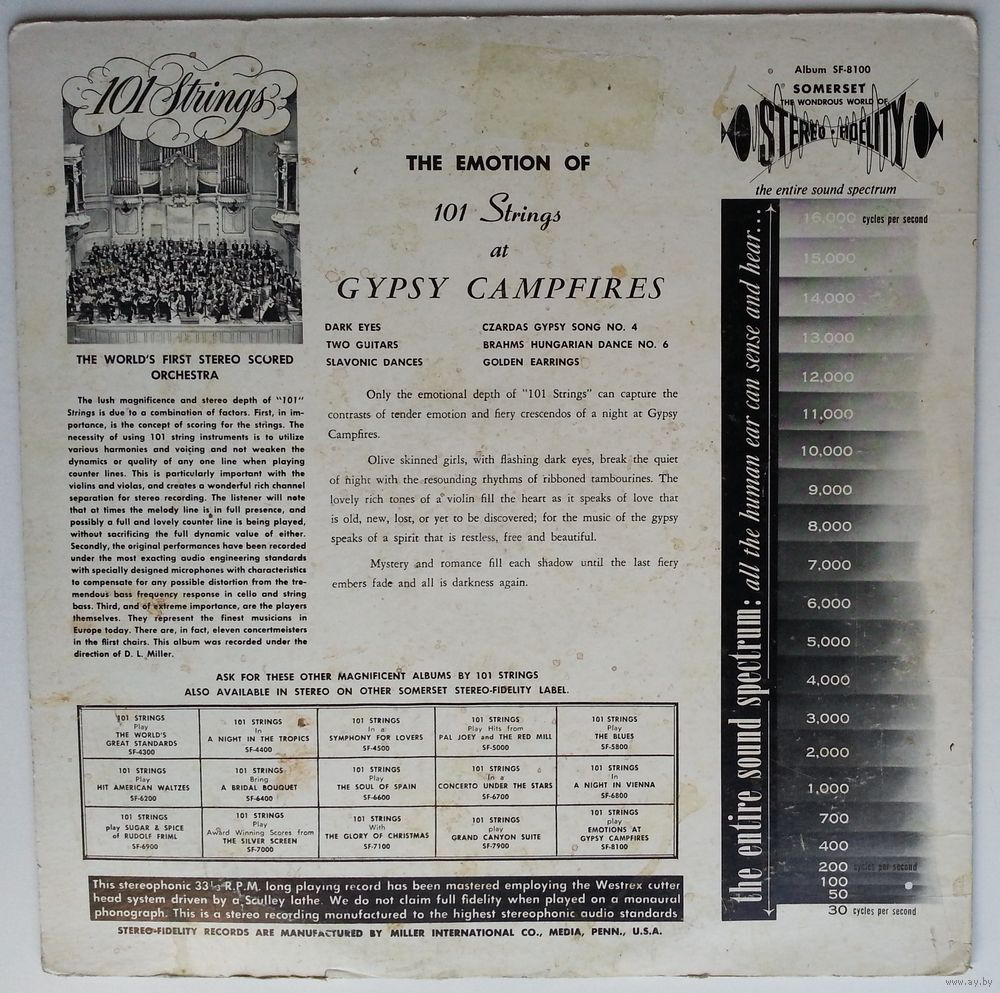 101 Strings
THE WORLD'S FIRST STEREO SCORED
ORCHESTRA
The lush magnificence and stereo depth of "101"
Strings is due to a combination of factors. First, in im-
portance, is the concept of scoring for the strings. The
necessity of using 101 string instruments is to utilize
various harmonies and voicing and not weaken the
dynamics or quality of any one line when playing
counter lines. This is particularly important with the
violins and violas, and creates a wonderful rich channel
separation for stereo recording. The listener will note
that at times the melody line is in full presence, and
possibly a full and lovely counter line is being played,
without sacrificing the full dynamic value of either.
Secondly, the original performances have been recorded
under the most exacting audio engineering standards
with specially designed microphones with characteristics
to compensate for any possible distortion from the tre-
mendous bass frequency response in cello and string
bass. Third, and of extreme importance, are the players
themselves. They represent the finest musicians in
Europe today. There are, in fact, eleven concertmeisters
in the first chairs. This album was recorded under the
direction of D. L. Miller.
THE EMOTION OF
101 Strings
at
GYPSY CAMPFIRES
DARK EYES
TWO GUITARS
SLAVONIC DANCES
CZARDAS GYPSY SONG NO. 4
BRAHMS HUNGARIAN DANCE NO. 6
GOLDEN EARRINGS
Only the emotional depth of "101 Strings" can capture the
contrasts of tender emotion and fiery crescendos of a night at Gypsy
Campfires.
Olive skinned girls, with flashing dark eyes, break the quiet
of night with the resounding rhythms of ribboned tambourines. The
lovely rich tones of a violin fill the heart as it speaks of love that
is old, new, lost, or yet to be discovered; for the music of the gypsy
speaks of a spirit that is restless, free and beautiful.
Mystery and romance fill each shadow until the last fiery
embers fade and all is darkness again.
ASK FOR THESE OTHER MAGNIFICENT ALBUMS BY 101 STRINGS
ALSO AVAILABLE IN STEREO ON OTHER SOMERSET STEREO-FIDELITY LABEL.
101 STRINGS
Play
THE WORLD'S
GREAT STANDARDS
SF-4300
101 STRINGS
In
A NIGHT IN THE TROPICS
SF-4400
101 STRINGS
In a
SYMPHONY FOR LOVERS
SF-4500
101 STRINGS
Play Hits from
PAL JOEY and THE RED MILL
SF-5000
101 STRINGS
Play
THE BLUES
SF-5800
101 STRINGS
Play
HIT AMERICAN WALTZES
SF-6200
101 STRINGS
Bring
A BRIDAL BOUQUET
SF-6400
101 STRINGS
Play
THE SOUL OF SPAIN
SF-6600
101 STRINGS
In a
CONCERTO UNDER THE STARS
SF-6700
101 STRINGS
In
A NIGHT IN VIENNA
SF-6800
101 STRINGS
play SUGAR & SPICE
of RUDOLF FRIML
SF-6900
101 STRINGS
Play
Award Winning Scores from
THE SILVER SCREEN
SF-7000
101 STRINGS
With
THE GLORY OF CHRISTMAS
SF-7100
101 STRINGS
play
GRAND CANYON SUITE
SF-7900
101 STRINGS
play
EMOTIONS AT
GYPSY CAMPFIRES
SF-8100
This stereophonic 33⅓ R.P.M. long playing record has been mastered employing the Westrex cutter
head system driven by a Sculley lathe. We do not claim full fidelity when played on a monaural
phonograph. This is a stereo recording manufactured to the highest stereophonic audio standards
STEREO-FIDELITY RECORDS ARE MANUFACTURED BY MILLER INTERNATIONAL CO., MEDIA, PENN., U.S.A.
Album SF-8100
SOMERSET
THE WONDROUS WORLD OF
STEREO-FIDELITY
the entire sound spectrum
the entire sound spectrum: all the human ear can sense and hear...
16,000 cycles per second
15,000
14,000
13,000
12,000
11,000
10,000
9,000
8,000
7,000
6,000
5,000
4,000
3,000
2,000
1,000
700
400
200 cycles per second
100
50
30 cycles per second
www.ay.by